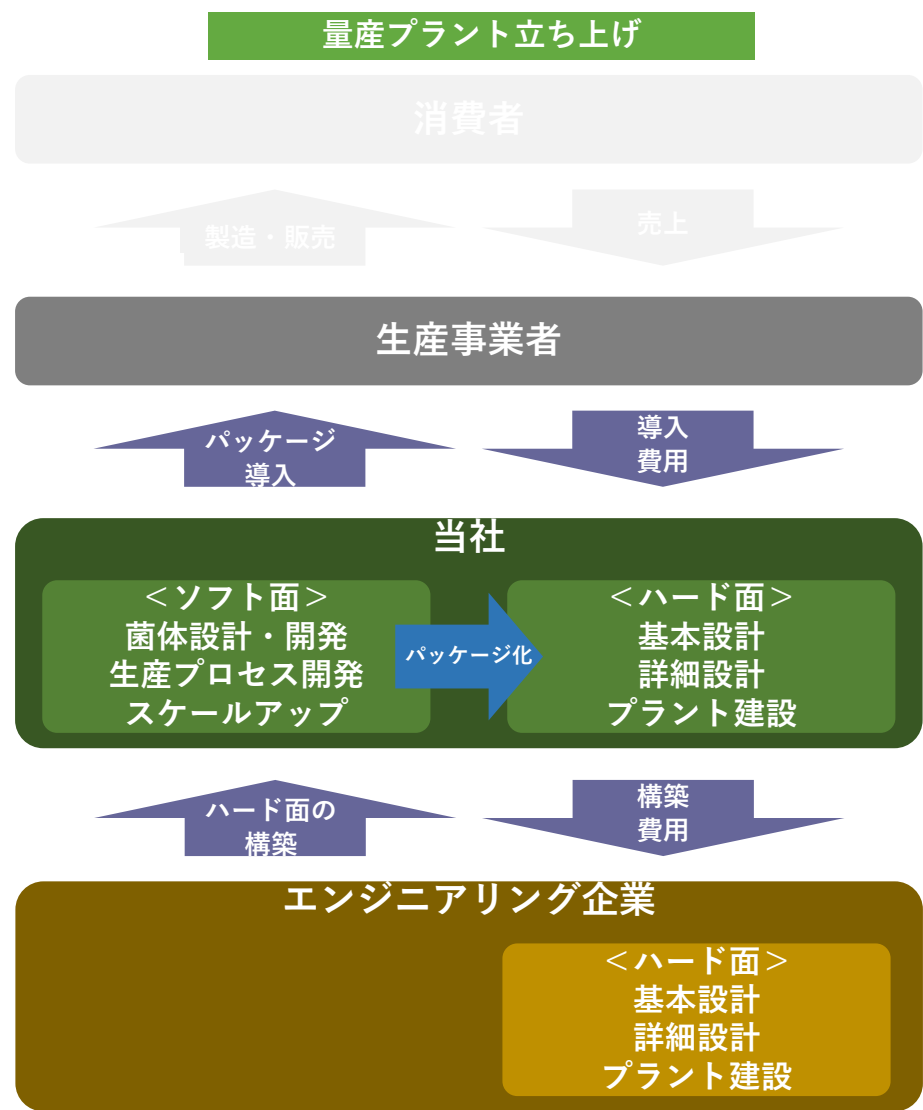 量産プラント立ち上げ
消費者
製造・販売
売上
生産事業者
パッケージ
導入
導入
費用
当社
＜ソフト面＞
菌体設計・開発
生産プロセス開発
スケールアップ
パッケージ化
＜ハード面＞
基本設計
詳細設計
プラント建設
ハード面の
構築
構築
費用
エンジニアリング企業
＜ハード面＞
基本設計
詳細設計
プラント建設